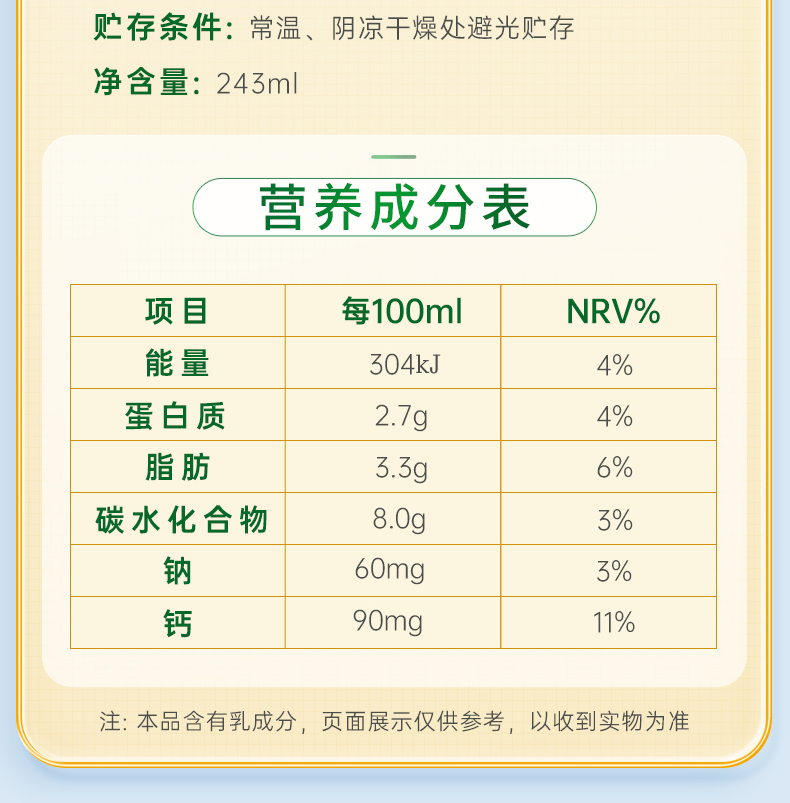 贮存条件: 常温、阴凉干燥处避光贮存
净含量: 243ml
营养成分表
项目 每100ml NRV%
能量 304kJ 4%
蛋白质 2.7g 4%
脂肪 3.3g 6%
碳水化合物 8.0g 3%
钠 60mg 3%
钙 90mg 11%
注: 本品含有乳成分, 页面展示仅供参考, 以收到实物为准